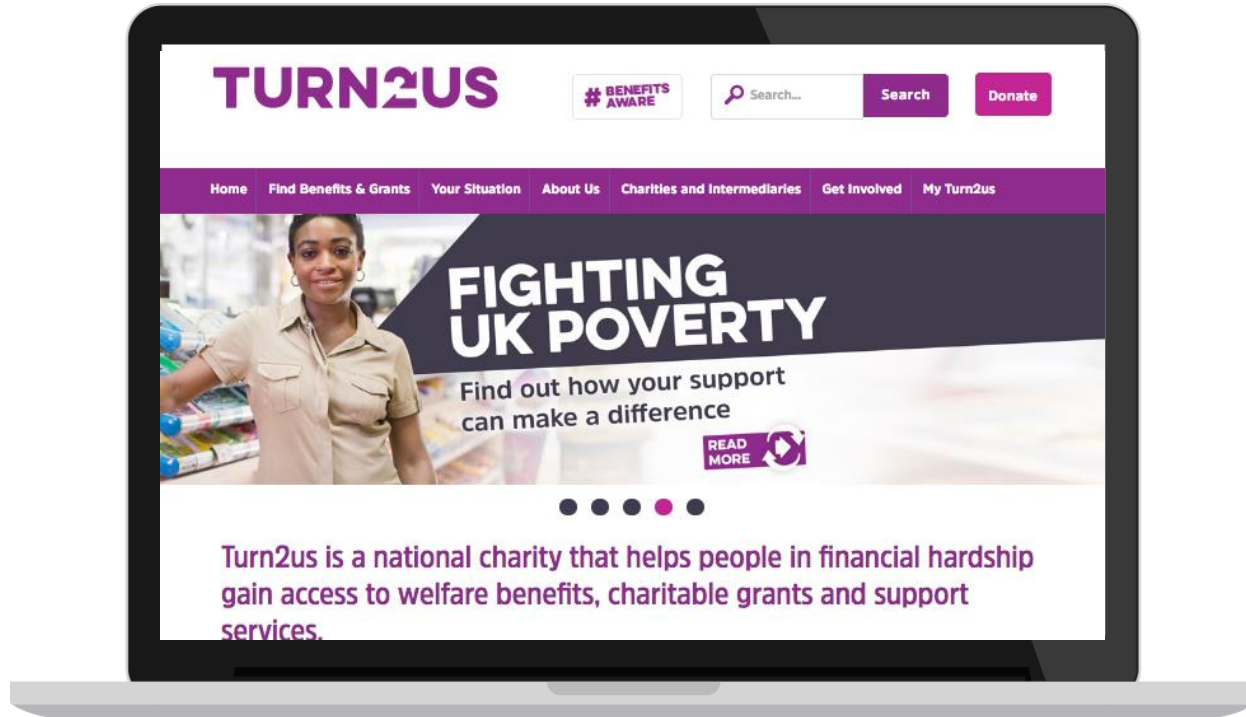 TURN2US
# BENEFITS
AWARE
Search...
Search
Donate
Home Find Benefits & Grants Your Situation About Us Charities and Intermediaries Get Involved My Turn2us
FIGHTING
UK POVERTY
Find out how your support
can make a difference
READ
MORE
Turn2us is a national charity that helps people in financial hardship
gain access to welfare benefits, charitable grants and support
services.